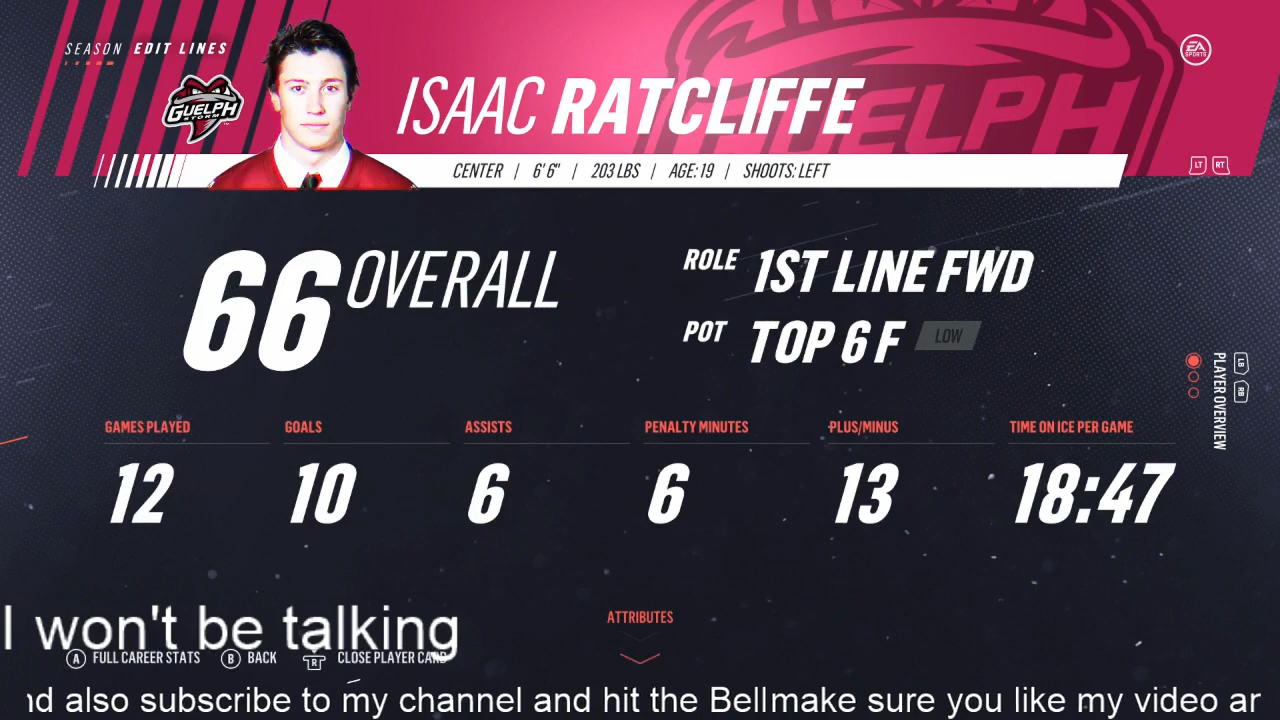 SEASON EDIT LINES
EA SPORTS
GUELPH STORM
ISAAC RATCLIFFE
GUELPH
CENTER | 6'6" | 203 LBS | AGE: 19 | SHOOTS: LEFT
LT RT
66 OVERALL
ROLE 1ST LINE FWD
POT TOP 6 F LOW
LB RB
PLAYER OVERVIEW
GAMES PLAYED GOALS ASSISTS PENALTY MINUTES PLUS/MINUS TIME ON ICE PER GAME
12 10 6 6 13 18:47
ATTRIBUTES
I won't be talking
A FULL CAREER STATS B BACK R CLOSE PLAYER CARD
nd also subscribe to my channel and hit the Bellmake sure you like my video ar